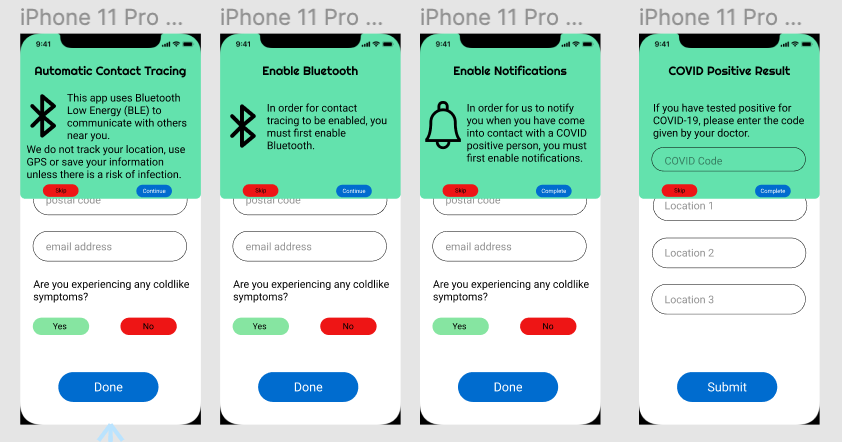 iPhone 11 Pro ...
9:41
Automatic Contact Tracing
This app uses Bluetooth
Low Energy (BLE) to
communicate with others
near you.
We do not track your location, use
GPS or save your information
unless there is a risk of infection.
Skip
Continue
postal code
email address
Are you experiencing any coldlike
symptoms?
Yes
No
Done
iPhone 11 Pro ...
9:41
Enable Bluetooth
In order for contact
tracing to be enabled, you
must first enable
Bluetooth.
Skip
Continue
postal code
email address
Are you experiencing any coldlike
symptoms?
Yes
No
Done
iPhone 11 Pro ...
9:41
Enable Notifications
In order for us to notify
you when you have come
into contact with a COVID
positive person, you must
first enable notifications.
Skip
Complete
postal code
email address
Are you experiencing any coldlike
symptoms?
Yes
No
Done
iPhone 11 Pro ...
9:41
COVID Positive Result
If you have tested positive for
COVID-19, please enter the code
given by your doctor.
COVID Code
Skip
Complete
Location 1
Location 2
Location 3
Submit